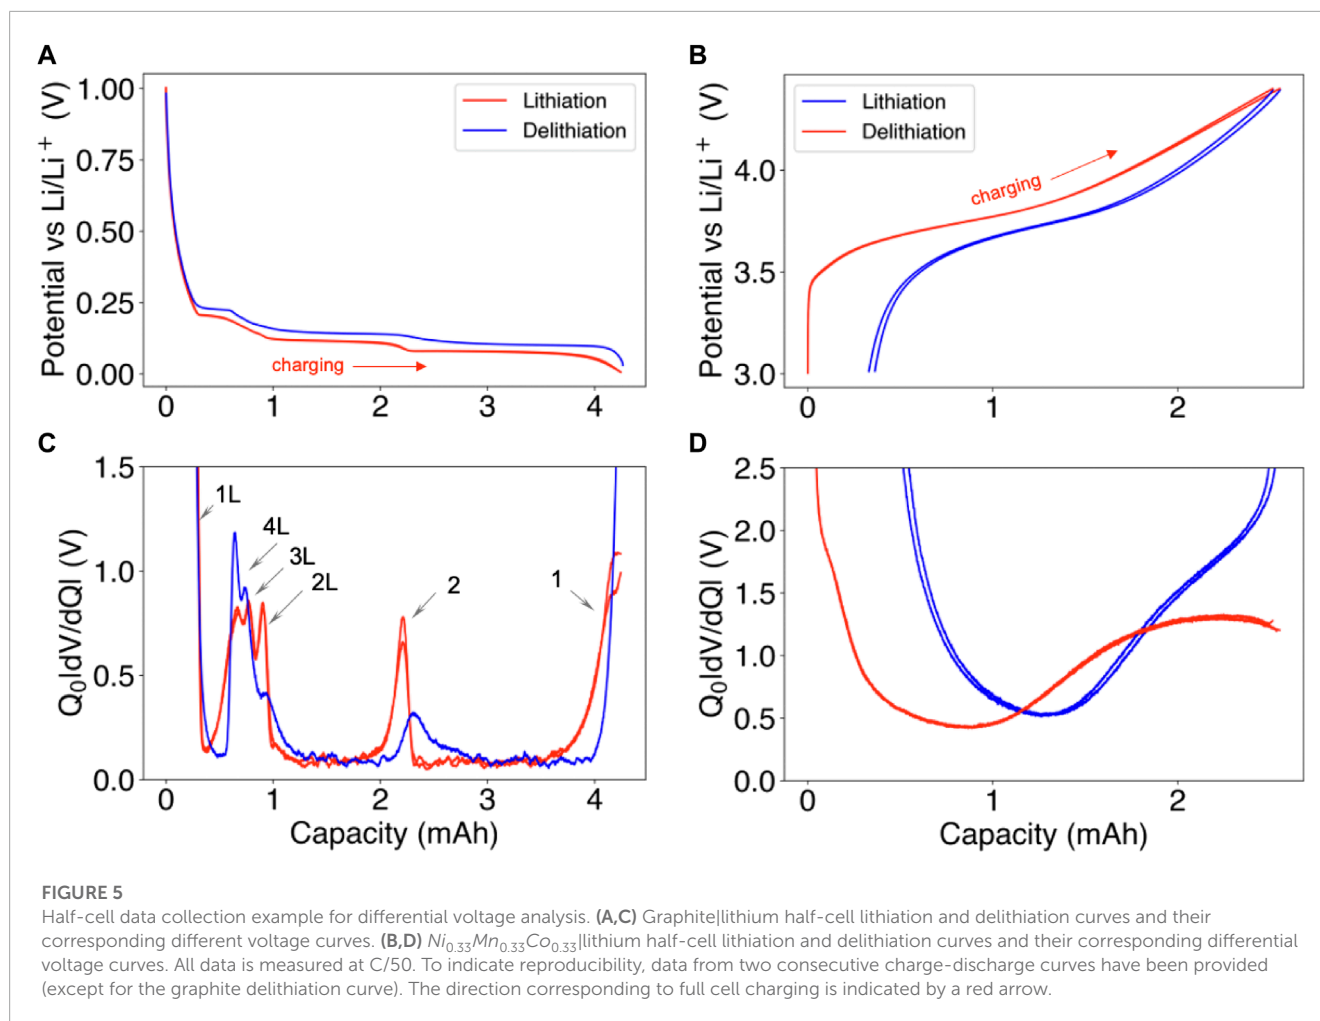 A
1.00
0.75
0.50
0.25
0.00
Potential vs Li/Li+ (V)
Lithiation
Delithiation
charging
0 1 2 3 4
B
4.0
3.5
3.0
Potential vs Li/Li+ (V)
Lithiation
Delithiation
charging
0 1 2
C
1.5
1.0
0.5
0.0
Q0|dV/dQ| (V)
1L
4L
3L
2L
2
1
0 1 2 3 4
Capacity (mAh)
D
2.5
2.0
1.5
1.0
0.5
0.0
Q0|dV/dQ| (V)
0 1 2
Capacity (mAh)
FIGURE 5
Half-cell data collection example for differential voltage analysis. (A,C) Graphite|lithium half-cell lithiation and delithiation curves and their
corresponding different voltage curves. (B,D) Ni0.33Mn0.33Co0.33|lithium half-cell lithiation and delithiation curves and their corresponding differential
voltage curves. All data is measured at C/50. To indicate reproducibility, data from two consecutive charge-discharge curves have been provided
(except for the graphite delithiation curve). The direction corresponding to full cell charging is indicated by a red arrow.